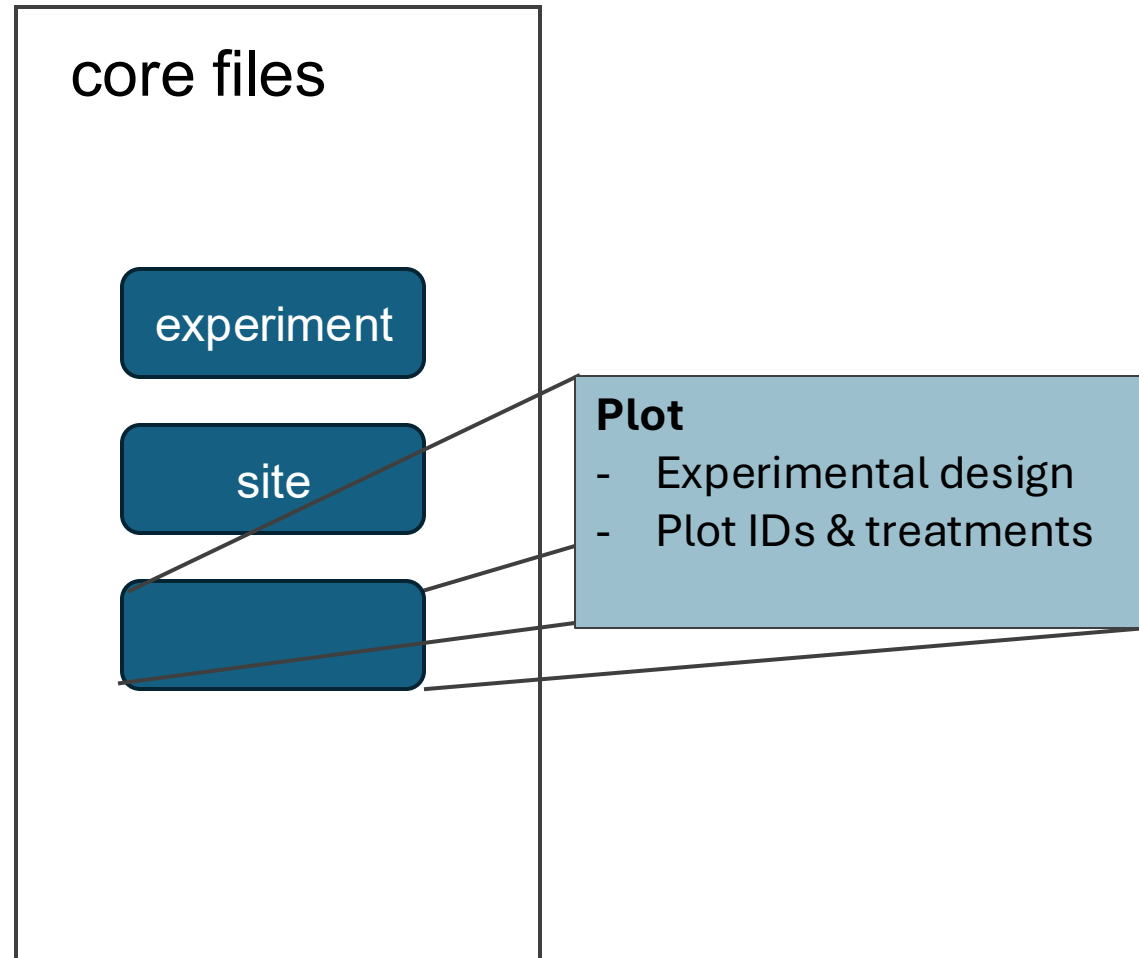 core files
experiment
site
Plot
- Experimental design
- Plot IDs & treatments